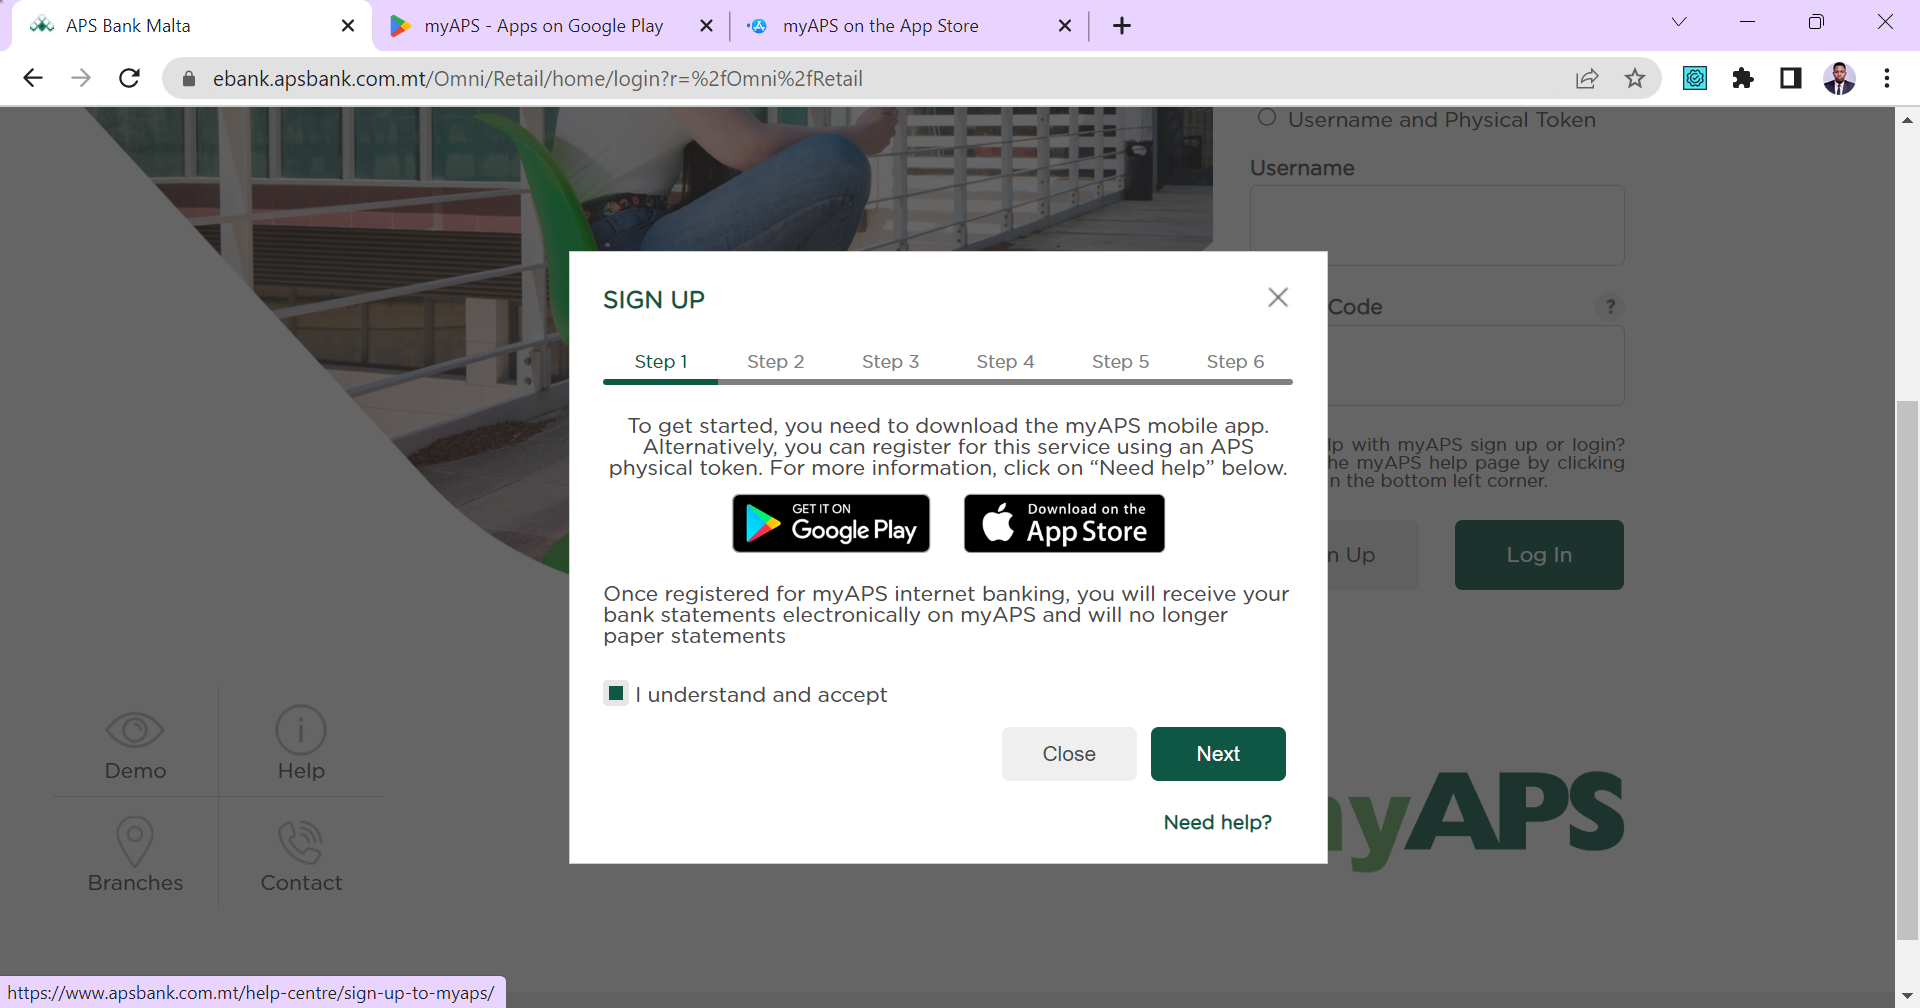 APS Bank Malta
myAPS - Apps on Google Play
myAPS on the App Store
ebank.apsbank.com.mt/Omni/Retail/home/login?r=%2fOmni%2fRetail
Username and Physical Token
Username
Code
?
lp with myAPS sign up or login?
he myAPS help page by clicking
n the bottom left corner.
n Up
Log In
SIGN UP
Step 1
Step 2
Step 3
Step 4
Step 5
Step 6
To get started, you need to download the myAPS mobile app.
Alternatively, you can register for this service using an APS
physical token. For more information, click on “Need help” below.
GET IT ON
Google Play
Download on the
App Store
Once registered for myAPS internet banking, you will receive your
bank statements electronically on myAPS and will no longer
paper statements
I understand and accept
Close
Next
Need help?
Demo
Help
Branches
Contact
yAPS
https://www.apsbank.com.mt/help-centre/sign-up-to-myaps/